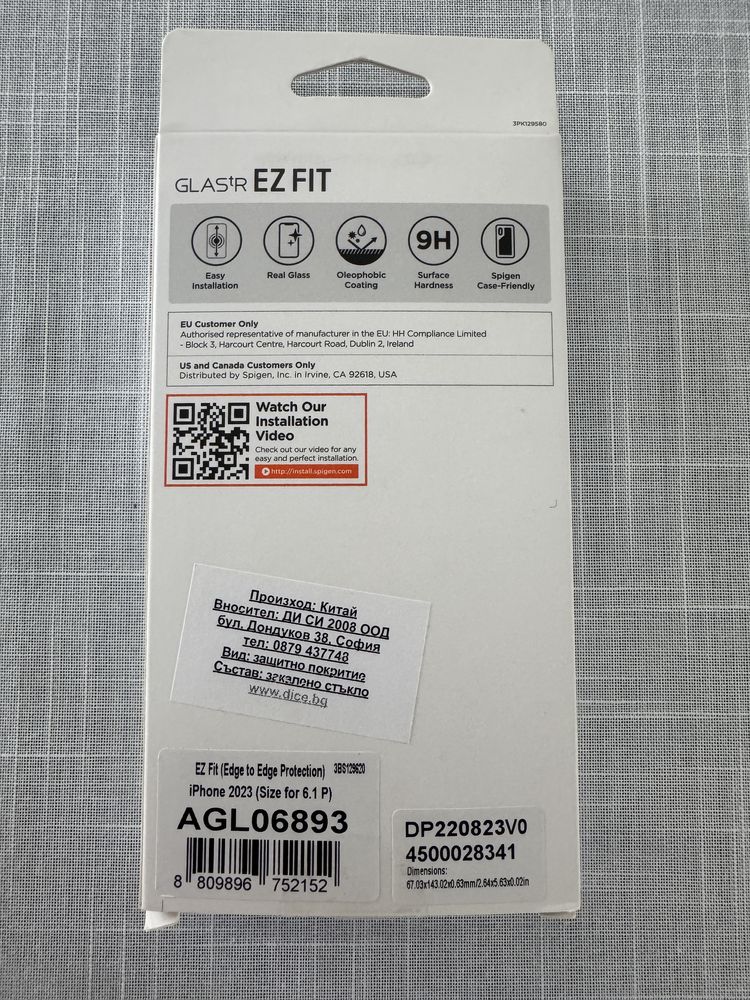 3PK129580
GLAStR EZ FIT
Easy
Installation
Real Glass
Oleophobic
Coating
9H
Surface
Hardness
Spigen
Case-Friendly
EU Customer Only
Authorised representative of manufacturer in the EU: HH Compliance Limited
- Block 3, Harcourt Centre, Harcourt Road, Dublin 2, Ireland
US and Canada Customers Only
Distributed by Spigen, Inc. in Irvine, CA 92618, USA
Watch Our
Installation
Video
Check out our video for any
easy and perfect installation.
http://install.spigen.com
Произход: Китай
Вносител: ДИ СИ 2008 ООД
бул. Дондуков 38, София
тел: 0879 437748
Вид: защитно покритие
Състав: закалено стъкло
www.dice.bg
EZ Fit (Edge to Edge Protection) 3BS129620
iPhone 2023 (Size for 6.1 P)
AGL06893
8 809896 752152
DP220823V0
4500028341
Dimensions:
67.03x143.02x0.63mm/2.64x5.63x0.02in